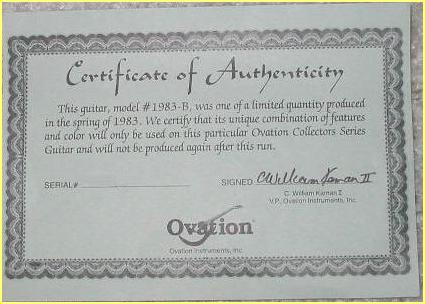 Certificate of Authenticity
This guitar, model #1983-B, was one of a limited quantity produced
in the spring of 1983. We certify that its unique combination of features
and color will only be used on this particular Ovation Collectors Series
Guitar and will not be produced again after this run.
SERIAL# SIGNED CWilliam Kaman II
C. William Kaman II
V.P., Ovation Instruments, Inc.
Ovation
Ovation Instruments, Inc.